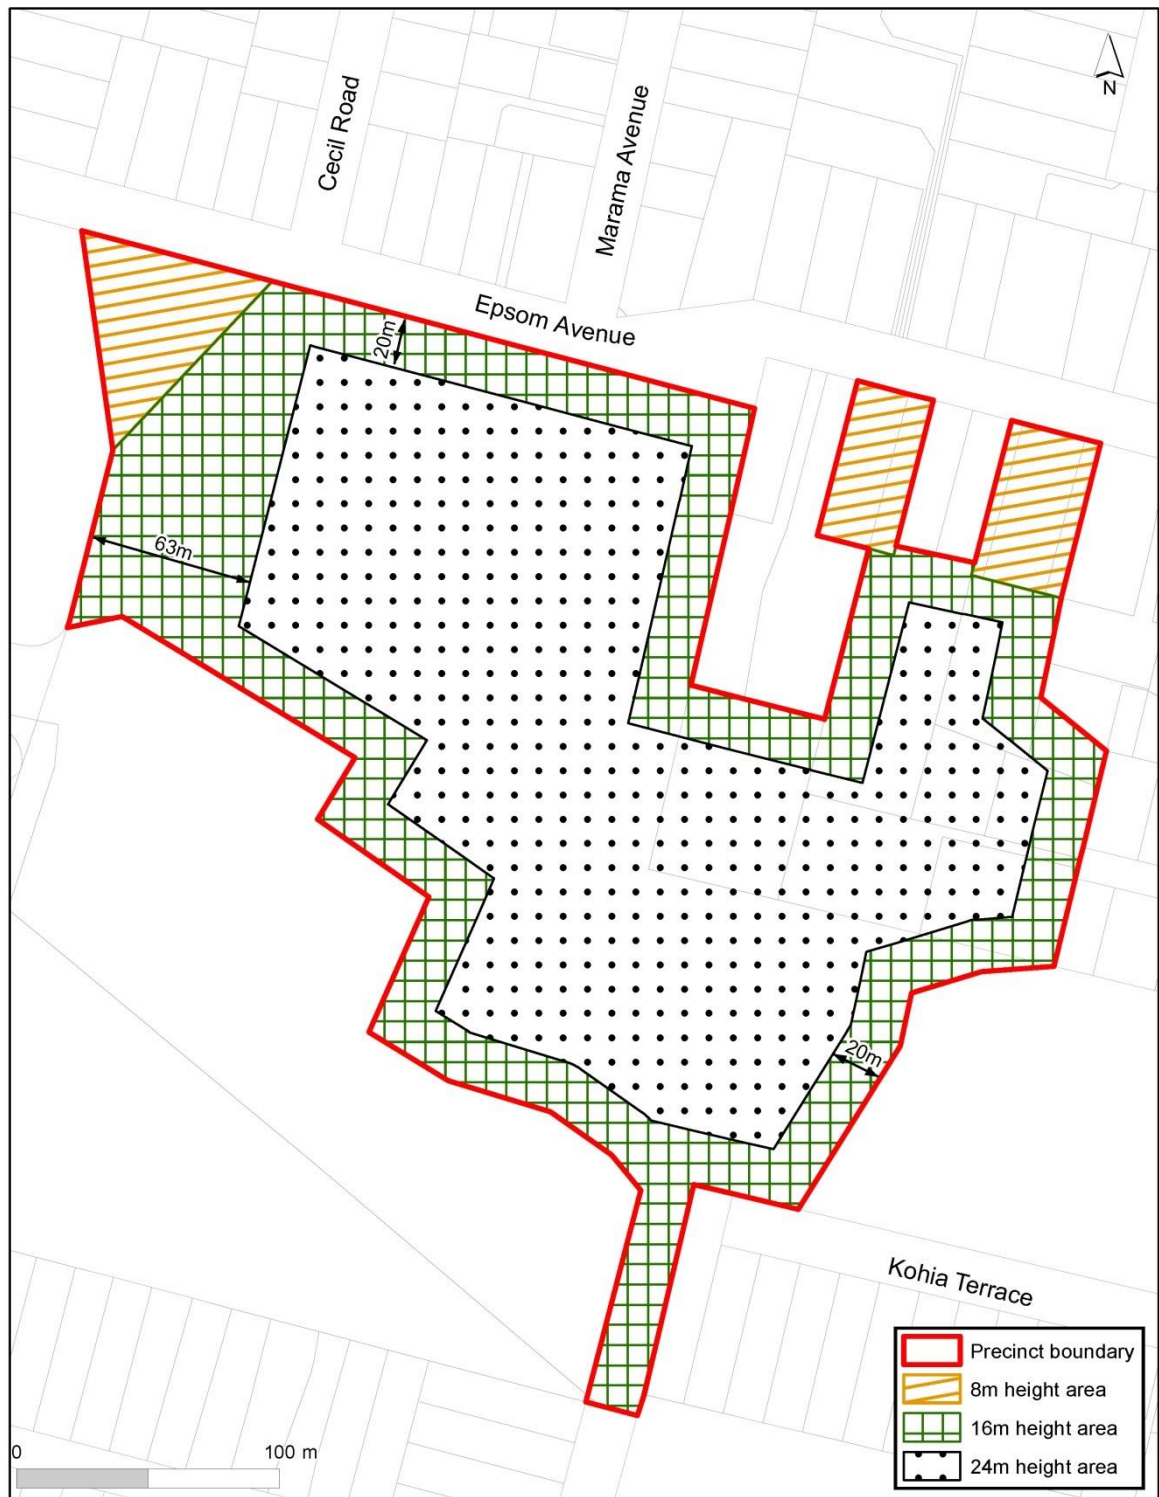 N
Cecil Road
Marama Avenue
Epsom Avenue
20m
63m
20m
Kohia Terrace
Precinct boundary
8m height area
16m height area
24m height area
0 100 m